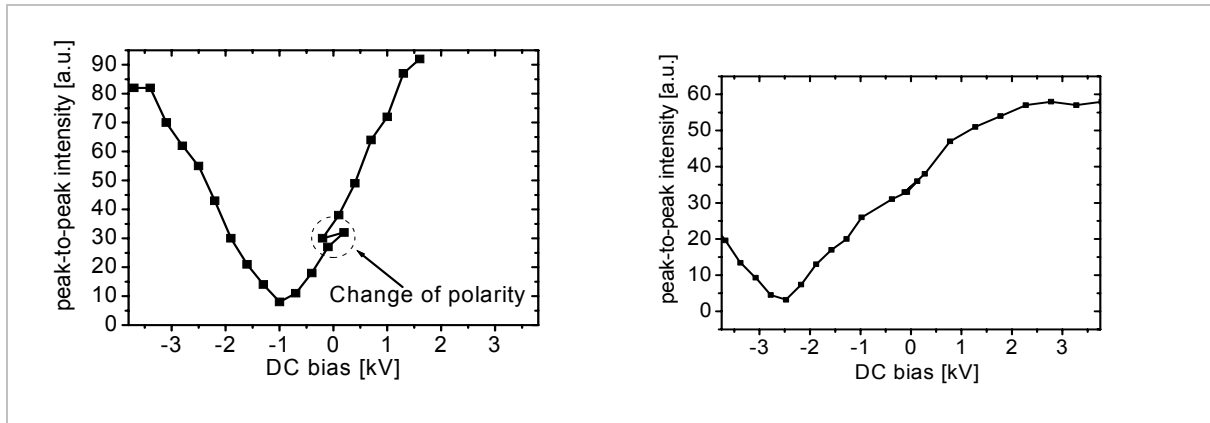 peak-to-peak intensity [a.u.]
90
80
70
60
50
40
30
20
10
0
Change of polarity
-3 -2 -1 0 1 2 3
DC bias [kV]
peak-to-peak intensity [a.u.]
60
50
40
30
20
10
0
-3 -2 -1 0 1 2 3
DC bias [kV]